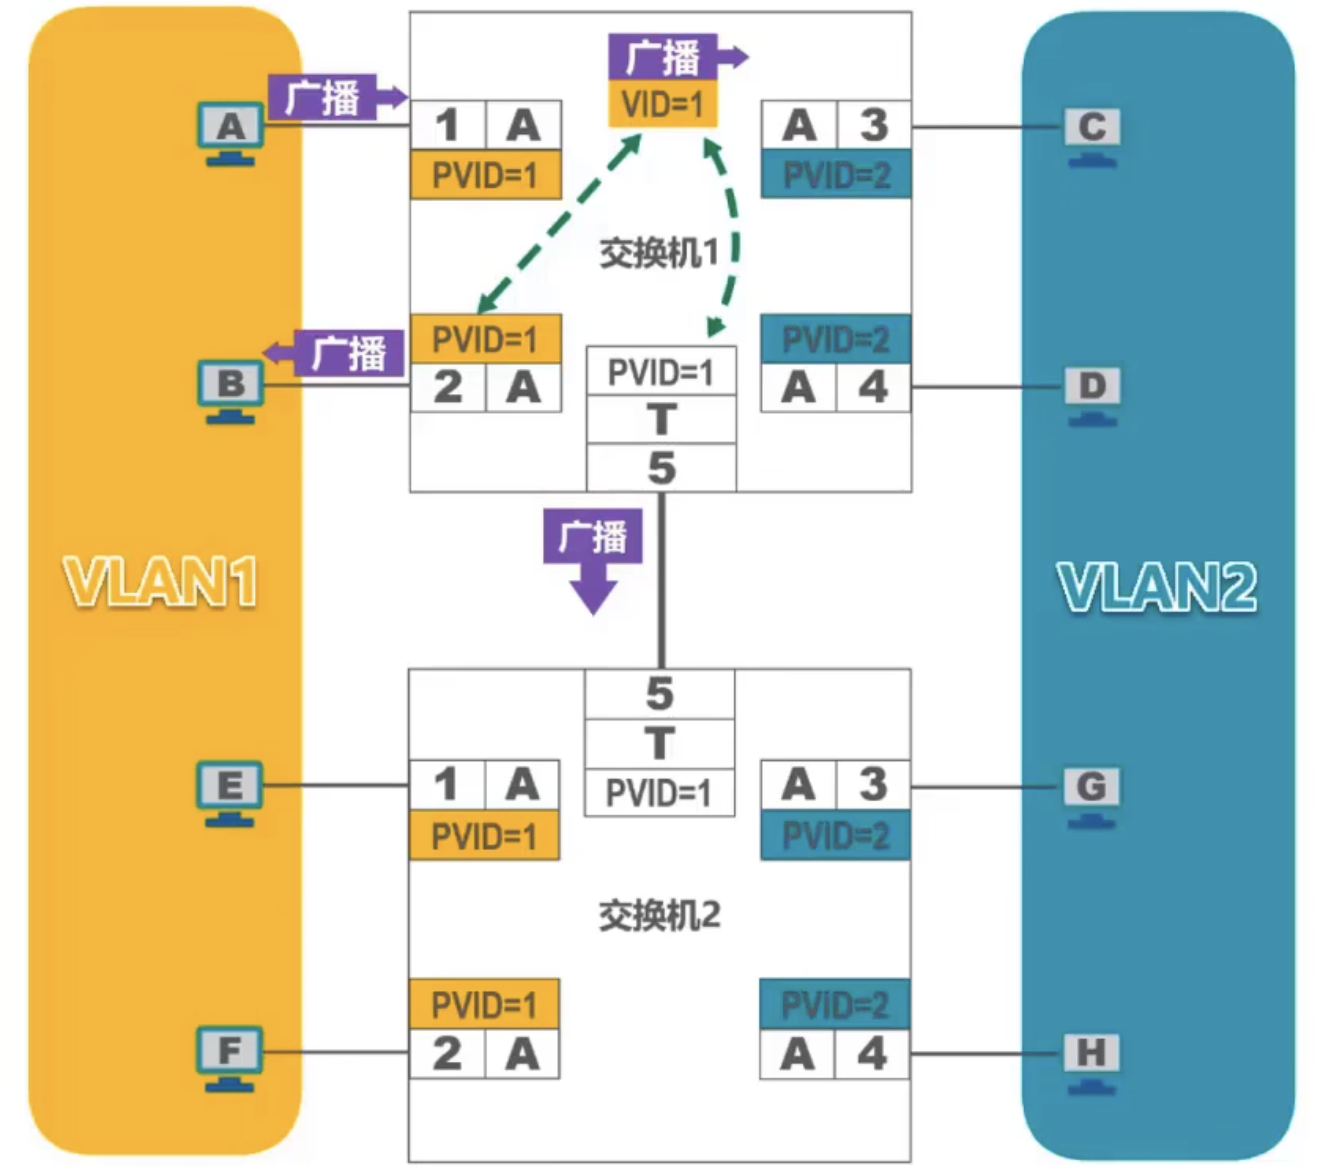 广播
VID=1
广播
A
1 A
PVID=1
A 3
PVID=2
C
交换机1
广播
B
PVID=1
2 A
PVID=1
T
5
PVID=2
A 4
D
广播
VLAN1
VLAN2
5
T
PVID=1
E
1 A
PVID=1
A 3
PVID=2
G
交换机2
F
PVID=1
2 A
PViD=2
A 4
H